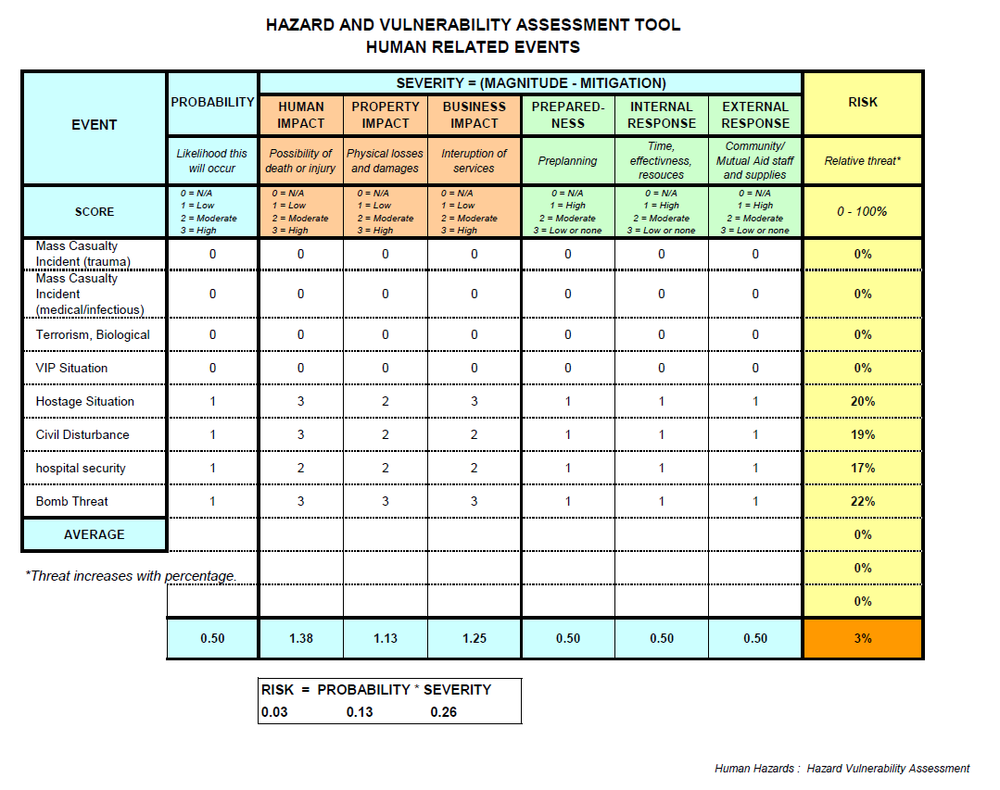 HAZARD AND VULNERABILITY ASSESSMENT TOOL
HUMAN RELATED EVENTS
SEVERITY = (MAGNITUDE - MITIGATION)
EVENT
PROBABILITY
HUMAN
IMPACT
PROPERTY
IMPACT
BUSINESS
IMPACT
PREPARED-
NESS
INTERNAL
RESPONSE
EXTERNAL
RESPONSE
RISK
Likelihood this
will occur
Possibility of
death or injury
Physical losses
and damages
Interuption of
services
Preplanning
Time,
effectivness,
resouces
Community/
Mutual Aid staff
and supplies
Relative threat*
SCORE
0 = N/A
1 = Low
2 = Moderate
3 = High
0 = N/A
1 = Low
2 = Moderate
3 = High
0 = N/A
1 = Low
2 = Moderate
3 = High
0 = N/A
1 = Low
2 = Moderate
3 = High
0 = N/A
1 = High
2 = Moderate
3 = Low or none
0 = N/A
1 = High
2 = Moderate
3 = Low or none
0 = N/A
1 = High
2 = Moderate
3 = Low or none
0 - 100%
Mass Casualty
Incident (trauma)
0 0 0 0 0 0 0 0%
Mass Casualty
Incident
(medical/infectious)
0 0 0 0 0 0 0 0%
Terrorism, Biological 0 0 0 0 0 0 0 0%
VIP Situation 0 0 0 0 0 0 0 0%
Hostage Situation 1 3 2 3 1 1 1 20%
Civil Disturbance 1 3 2 2 1 1 1 19%
hospital security 1 2 2 2 1 1 1 17%
Bomb Threat 1 3 3 3 1 1 1 22%
AVERAGE 0%
0%
*Threat increases with percentage.
0%
0.50 1.38 1.13 1.25 0.50 0.50 0.50 3%
RISK = PROBABILITY * SEVERITY
0.03 0.13 0.26
Human Hazards : Hazard Vulnerability Assessment